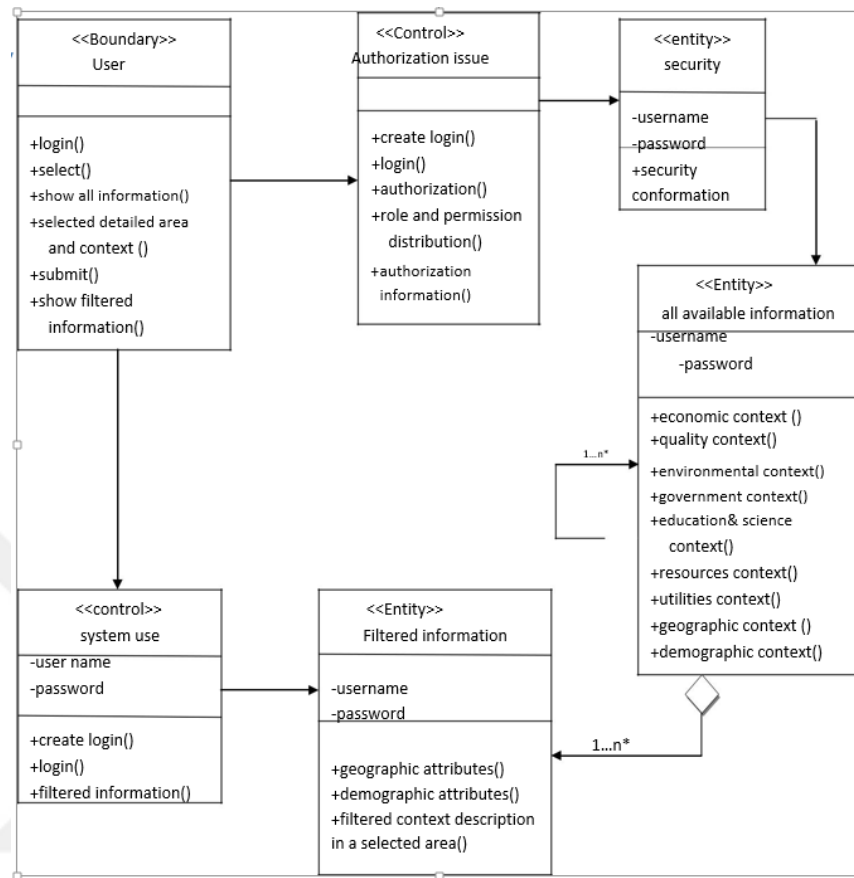 <<Boundary>>
User
+login()
+select()
+show all information()
+selected detailed area
and context ()
+submit()
+show filtered
information()
<<Control>>
Authorization issue
+create login()
+login()
+authorization()
+role and permission
distribution()
+authorization
information()
<<entity>>
security
-username
-password
+security
conformation
<<Entity>>
all available information
-username
-password
+economic context ()
+quality context()
+environmental context()
+government context()
+education& science
context()
+resources context()
+utilities context()
+geographic context ()
+demographic context()
1...n*
<<control>>
system use
-user name
-password
+create login()
+login()
+filtered information()
<<Entity>>
Filtered information
-username
-password
+geographic attributes()
+demographic attributes()
+filtered context description
in a selected area()
1...n*